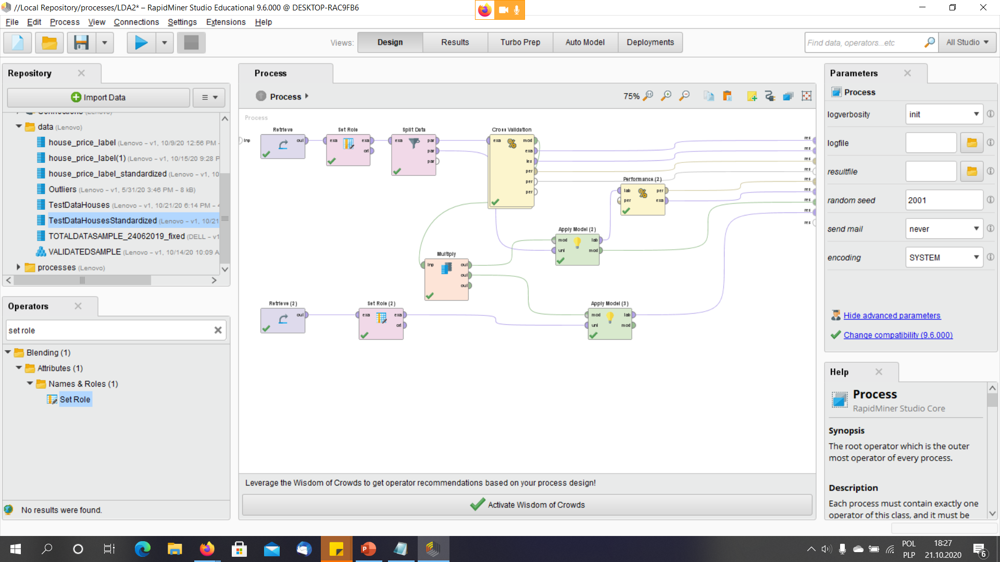 //Local Repository/processes/LDA2* – RapidMiner Studio Educational 9.6.000 @ DESKTOP-RAC9FB6
File Edit Process View Connections Settings Extensions Help
Views: Design Results Turbo Prep Auto Model Deployments
Find data, operators...etc All Studio
Repository
Import Data
Connections (Lenovo)
data (Lenovo)
house_price_label (Lenovo – v1, 10/9/20 12:56 PM -
house_price_label(1) (Lenovo – v1, 10/15/20 9:28 P
house_price_label_standardized (Lenovo – v1, 10
Outliers (Lenovo – v1, 5/31/20 3:46 PM – 8 kB)
TestDataHouses (Lenovo – v1, 10/21/20 6:14 PM – 4
TestDataHousesStandardized (Lenovo – v1, 10/21
TOTALDATASAMPLE_24062019_fixed (DELL – v1
VALIDATEDSAMPLE (Lenovo – v1, 10/14/20 10:09 A
processes (Lenovo)
Operators
set role
Blending (1)
Attributes (1)
Names & Roles (1)
Set Role
No results were found.
Process
Process
75%
Process
inp
Retrieve
out
Set Role
exa exa
ori
Split Data
exa par
par
par
Cross Validation
exa mod
exa
tes
per
per
per
Performance (2)
lab per
per exa
Apply Model (2)
mod lab
unl mod
Multiply
inp out
out
out
Retrieve (2)
out
Set Role (2)
exa exa
ori
Apply Model (3)
mod lab
unl mod
res
res
res
res
res
res
res
res
res
Leverage the Wisdom of Crowds to get operator recommendations based on your process design!
Activate Wisdom of Crowds
Parameters
Process
logverbosity init
logfile
resultfile
random seed 2001
send mail never
encoding SYSTEM
Hide advanced parameters
Change compatibility (9.6.000)
Help
Process
RapidMiner Studio Core
Synopsis
The root operator which is the outer
most operator of every process.
Description
Each process must contain exactly one
operator of this class, and it must be
POL
PLP
18:27
21.10.2020
6